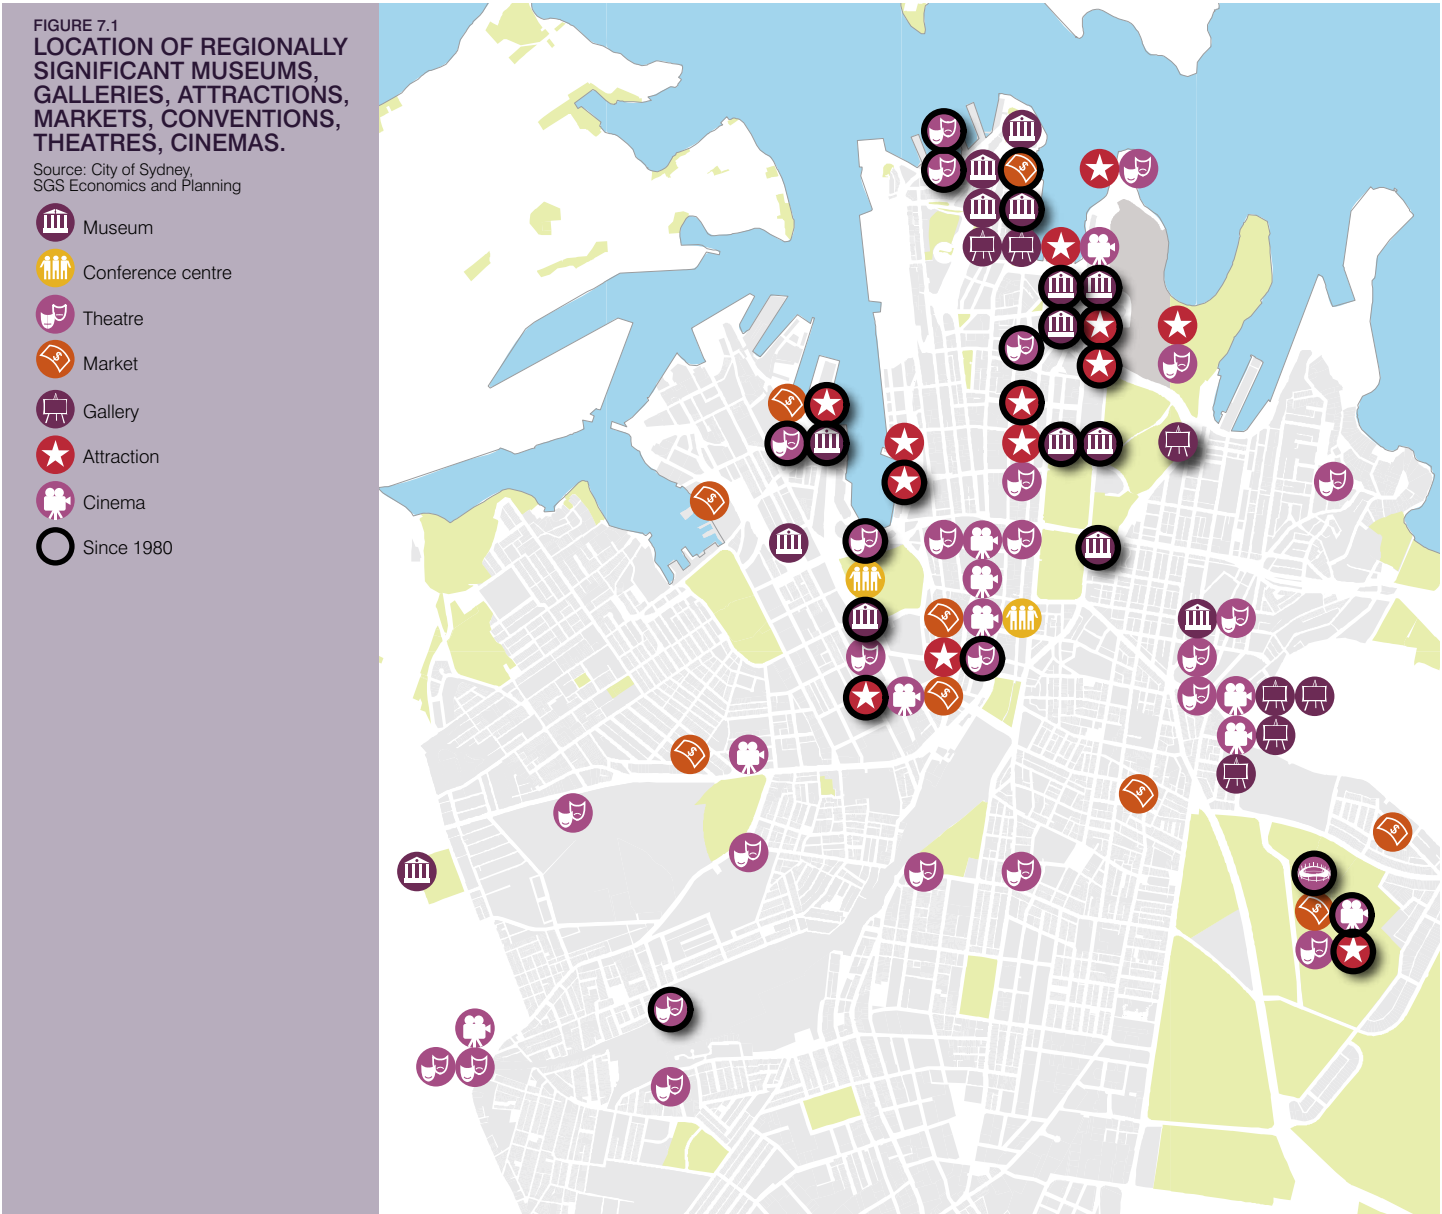 FIGURE 7.1
LOCATION OF REGIONALLY
SIGNIFICANT MUSEUMS,
GALLERIES, ATTRACTIONS,
MARKETS, CONVENTIONS,
THEATRES, CINEMAS.
Source: City of Sydney,
SGS Economics and Planning
Museum
Conference centre
Theatre
Market
Gallery
Attraction
Cinema
Since 1980